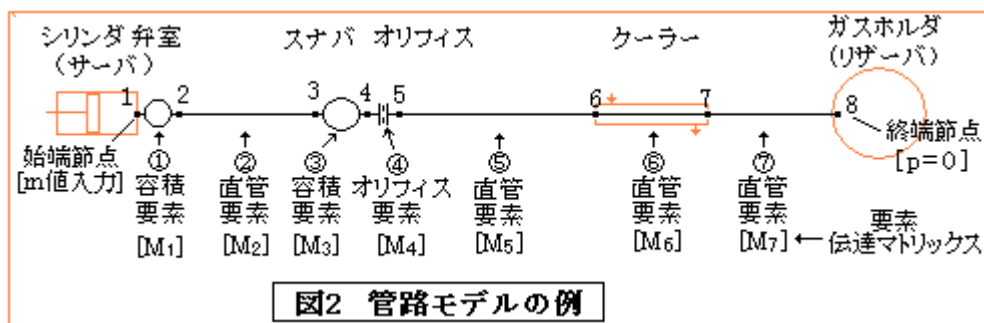 シリンダ 弁室
(サーバ)
スナバ オリフィス
クーラー
ガスホルダ
(リザーバ)
1 2 3 4 5 6 7 8
始端節点
[m値入力]
終端節点
[p=0]
①
容積
要素
[M1]
②
直管
要素
[M2]
③
容積
要素
[M3]
④
オリフィス
要素
[M4]
⑤
直管
要素
[M5]
⑥
直管
要素
[M6]
⑦
直管
要素
[M7]
要素
←伝達マトリックス
図2 管路モデルの例